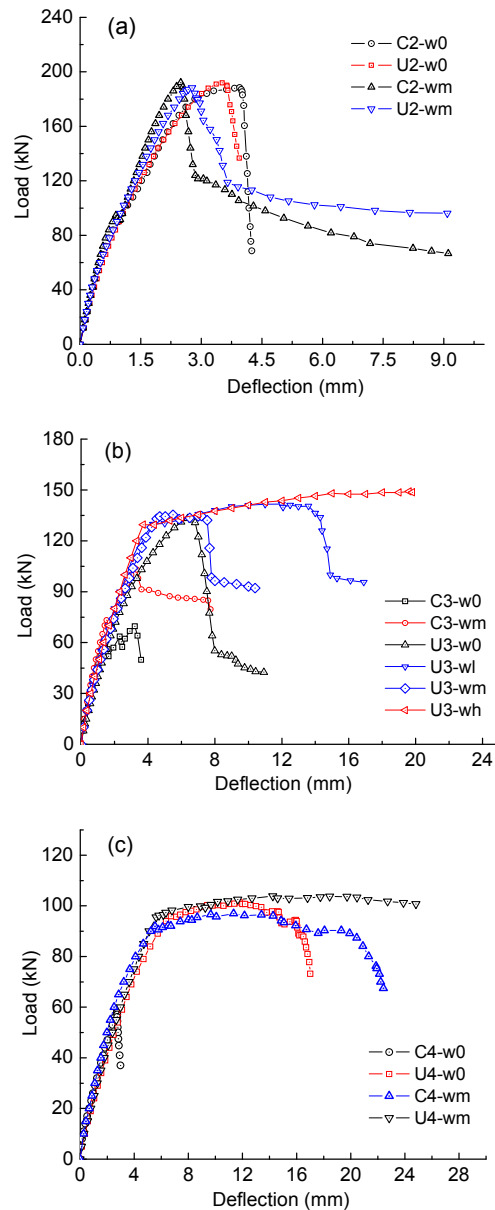 (a)
240
200
160
120
80
40
0
Load (kN)
C2-w0
U2-w0
C2-wm
U2-wm
0.0 1.5 3.0 4.5 6.0 7.5 9.0
Deflection (mm)
(b)
180
150
120
90
60
30
0
Load (kN)
C3-w0
C3-wm
U3-w0
U3-wl
U3-wm
U3-wh
0 4 8 12 16 20 24
Deflection (mm)
(c)
120
100
80
60
40
20
0
Load (kN)
C4-w0
U4-w0
C4-wm
U4-wm
0 4 8 12 16 20 24 28
Deflection (mm)